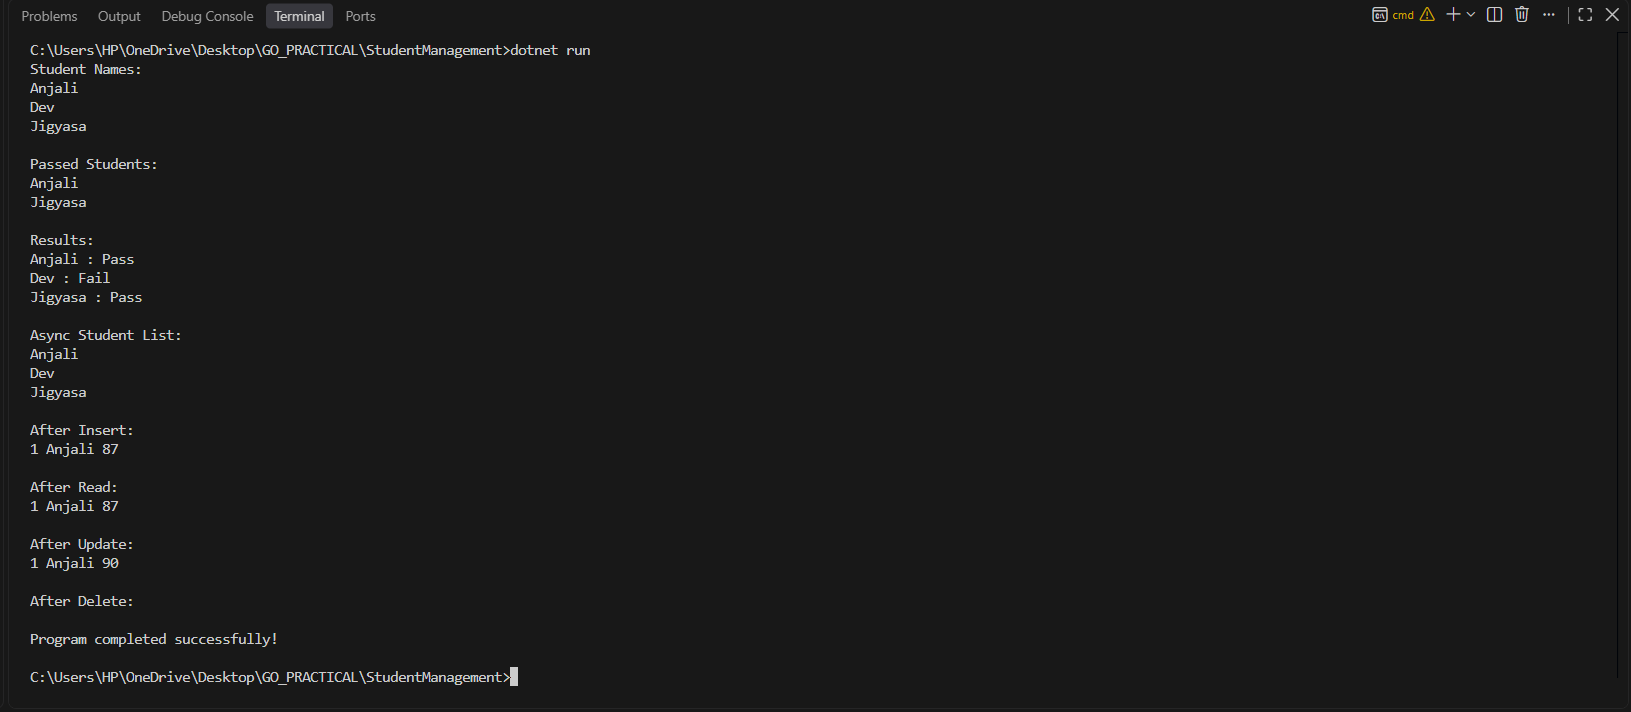 Problems Output Debug Console Terminal Ports cmd
C:\Users\HP\OneDrive\Desktop\GO_PRACTICAL\StudentManagement>dotnet run
Student Names:
Anjali
Dev
Jigyasa
Passed Students:
Anjali
Jigyasa
Results:
Anjali : Pass
Dev : Fail
Jigyasa : Pass
Async Student List:
Anjali
Dev
Jigyasa
After Insert:
1 Anjali 87
After Read:
1 Anjali 87
After Update:
1 Anjali 90
After Delete:
Program completed successfully!
C:\Users\HP\OneDrive\Desktop\GO_PRACTICAL\StudentManagement>